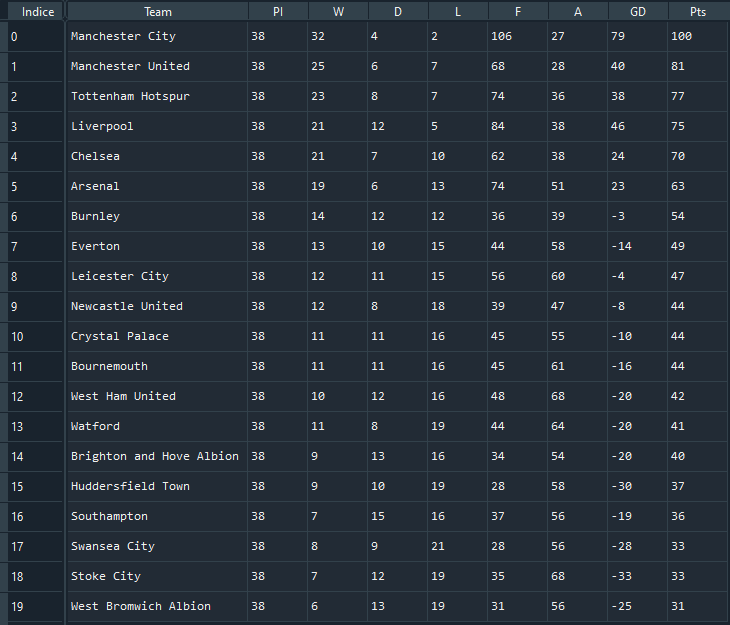 Indice Team Pl W D L F A GD Pts
0 Manchester City 38 32 4 2 106 27 79 100
1 Manchester United 38 25 6 7 68 28 40 81
2 Tottenham Hotspur 38 23 8 7 74 36 38 77
3 Liverpool 38 21 12 5 84 38 46 75
4 Chelsea 38 21 7 10 62 38 24 70
5 Arsenal 38 19 6 13 74 51 23 63
6 Burnley 38 14 12 12 36 39 -3 54
7 Everton 38 13 10 15 44 58 -14 49
8 Leicester City 38 12 11 15 56 60 -4 47
9 Newcastle United 38 12 8 18 39 47 -8 44
10 Crystal Palace 38 11 11 16 45 55 -10 44
11 Bournemouth 38 11 11 16 45 61 -16 44
12 West Ham United 38 10 12 16 48 68 -20 42
13 Watford 38 11 8 19 44 64 -20 41
14 Brighton and Hove Albion 38 9 13 16 34 54 -20 40
15 Huddersfield Town 38 9 10 19 28 58 -30 37
16 Southampton 38 7 15 16 37 56 -19 36
17 Swansea City 38 8 9 21 28 56 -28 33
18 Stoke City 38 7 12 19 35 68 -33 33
19 West Bromwich Albion 38 6 13 19 31 56 -25 31